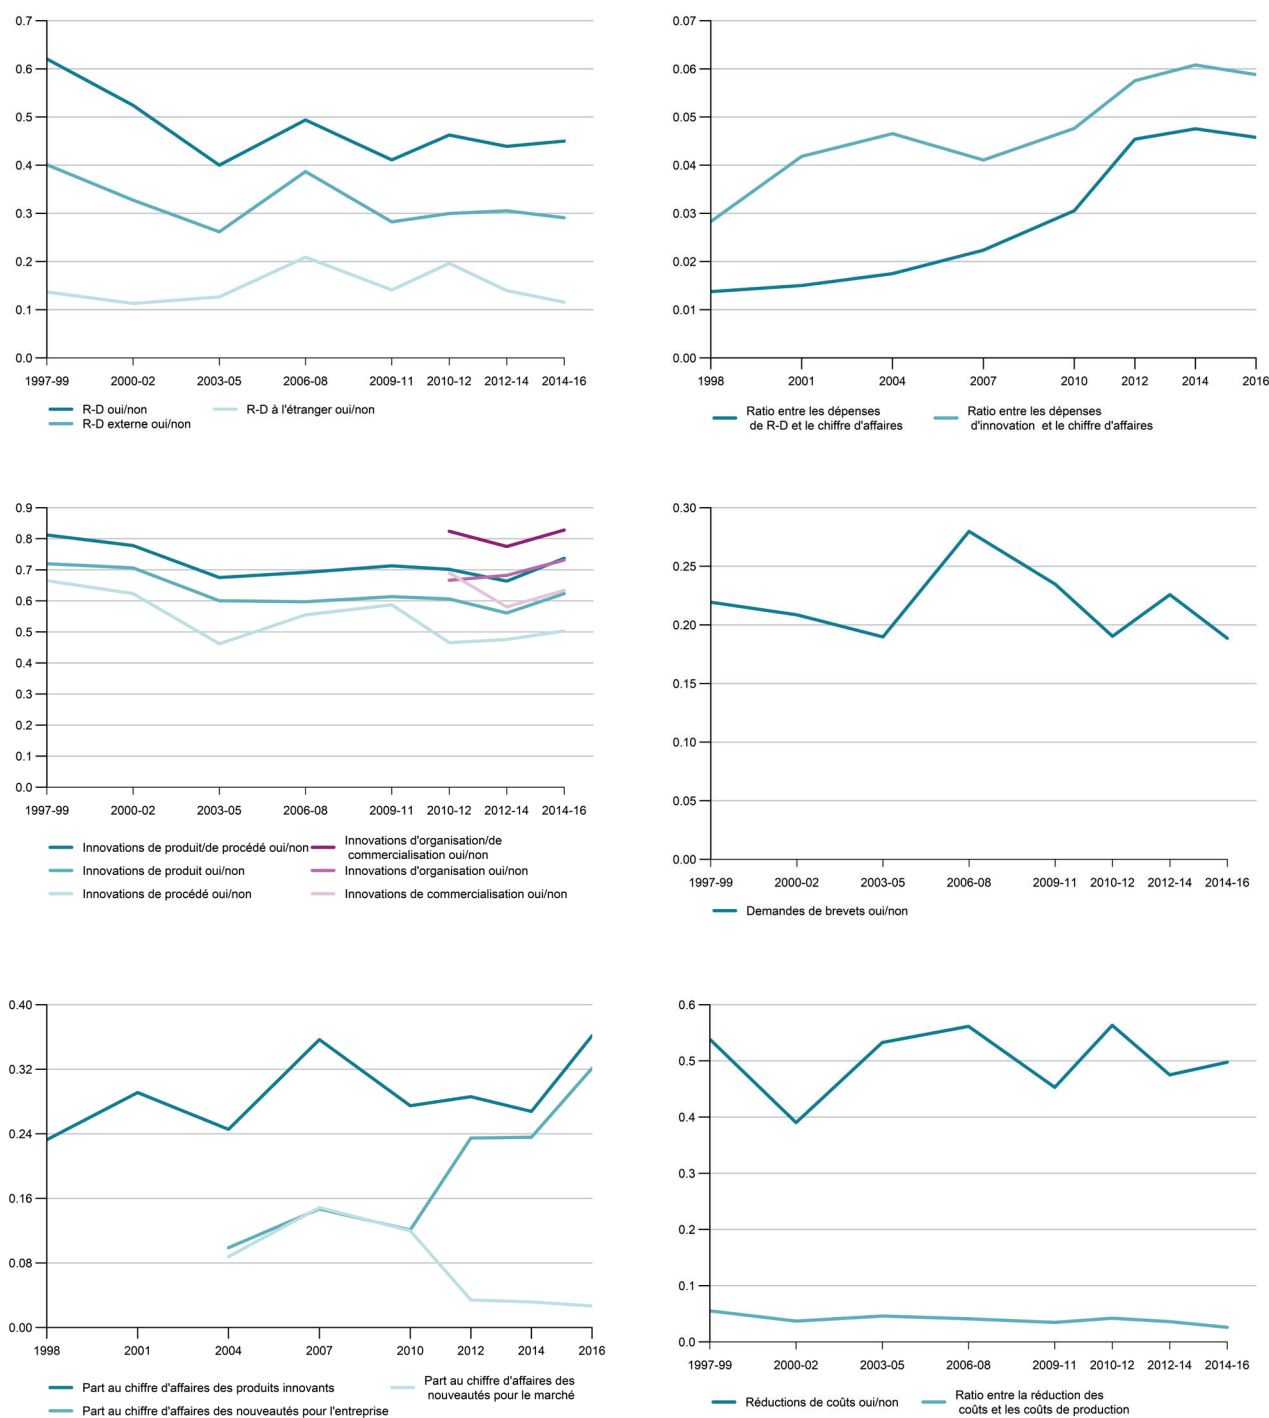 0.7
0.6
0.5
0.4
0.3
0.2
0.1
0.0
1997-99 2000-02 2003-05 2006-08 2009-11 2010-12 2012-14 2014-16
R-D oui/non R-D à l'étranger oui/non
R-D externe oui/non
0.07
0.06
0.05
0.04
0.03
0.02
0.01
0.00
1998 2001 2004 2007 2010 2012 2014 2016
Ratio entre les dépenses
de R-D et le chiffre d'affaires
Ratio entre les dépenses
d'innovation et le chiffre d'affaires
0.9
0.8
0.7
0.6
0.5
0.4
0.3
0.2
0.1
0.0
1997-99 2000-02 2003-05 2006-08 2009-11 2010-12 2012-14 2014-16
Innovations de produit/de procédé oui/non
Innovations de produit oui/non
Innovations de procédé oui/non
Innovations d'organisation/de
commercialisation oui/non
Innovations d'organisation oui/non
Innovations de commercialisation oui/non
0.30
0.25
0.20
0.15
0.10
0.05
0.00
1997-99 2000-02 2003-05 2006-08 2009-11 2010-12 2012-14 2014-16
Demandes de brevets oui/non
0.40
0.32
0.24
0.16
0.08
0.00
1998 2001 2004 2007 2010 2012 2014 2016
Part au chiffre d'affaires des produits innovants
Part au chiffre d'affaires des nouveautés pour l'entreprise
Part au chiffre d'affaires des
nouveautés pour le marché
0.6
0.5
0.4
0.3
0.2
0.1
0.0
1997-99 2000-02 2003-05 2006-08 2009-11 2010-12 2012-14 2014-16
Réductions de coûts oui/non
Ratio entre la réduction des
coûts et les coûts de production